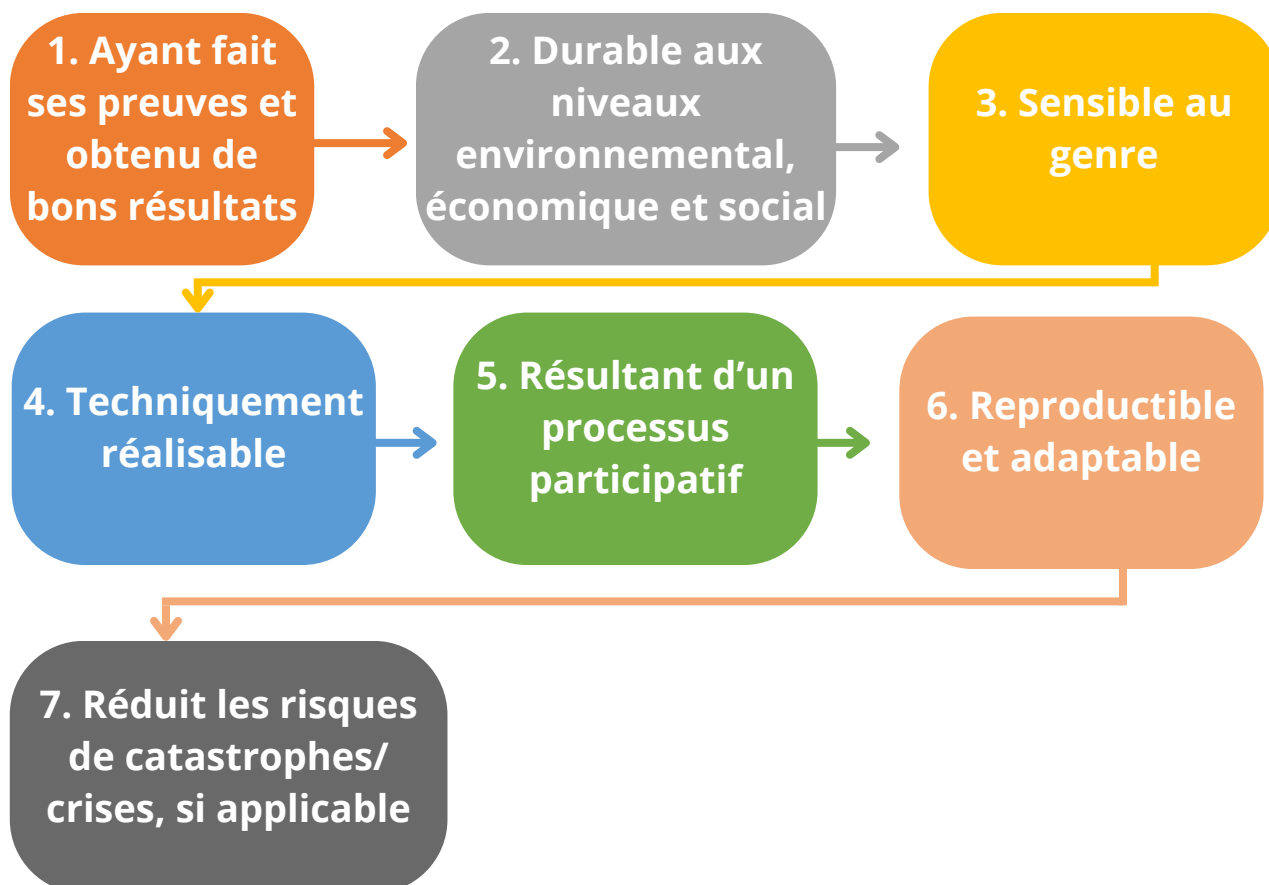 1. Ayant fait
ses preuves et
obtenu de
bons résultats
2. Durable aux
niveaux
environnemental,
économique et social
3. Sensible au
genre
4. Techniquement
réalisable
5. Résultant d’un
processus
participatif
6. Reproductible
et adaptable
7. Réduit les risques
de catastrophes/
crises, si applicable